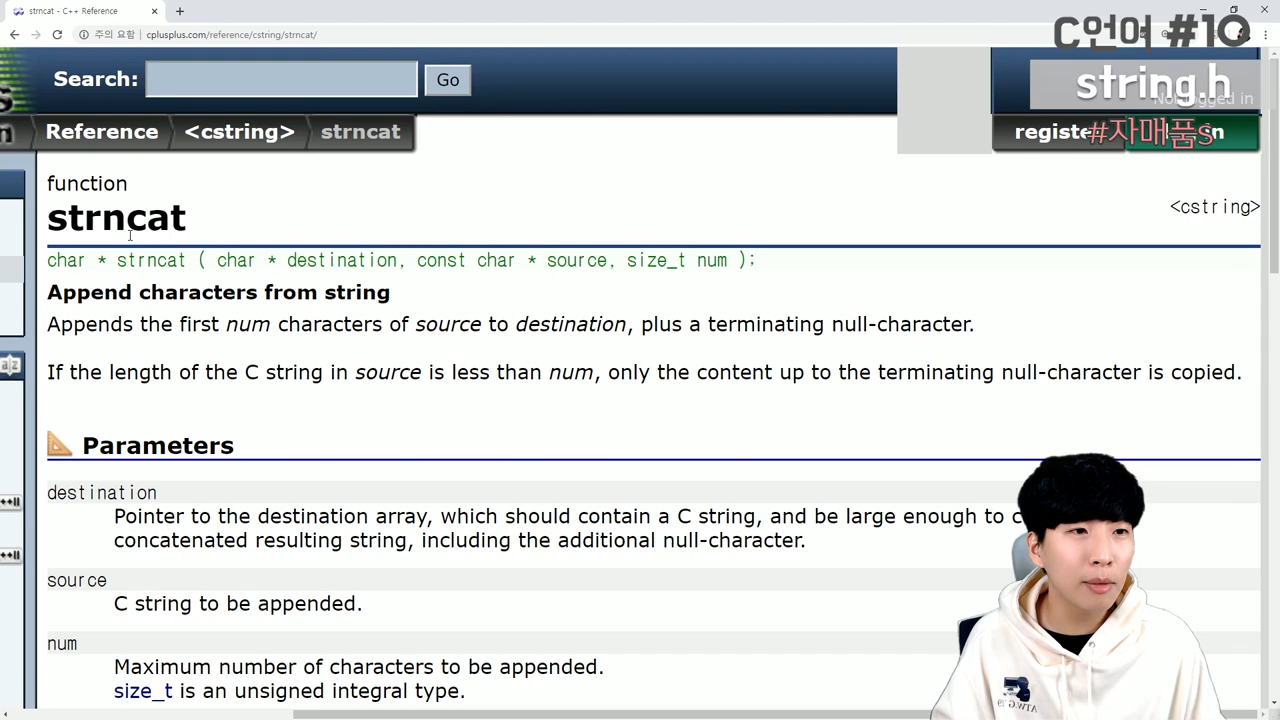 strncat - C++ Reference
주의 요함 cplusplus.com/reference/cstring/strncat/
C언어 #10
Search:
Go
string.h
in
Reference
<cstring>
strncat
registe
#자매품s
n
function
strncat
<cstring>
char * strncat ( char * destination, const char * source, size_t num );
Append characters from string
Appends the first num characters of source to destination, plus a terminating null-character.
If the length of the C string in source is less than num, only the content up to the terminating null-character is copied.
Parameters
destination
Pointer to the destination array, which should contain a C string, and be large enough to c
concatenated resulting string, including the additional null-character.
source
C string to be appended.
num
Maximum number of characters to be appended.
size_t is an unsigned integral type.